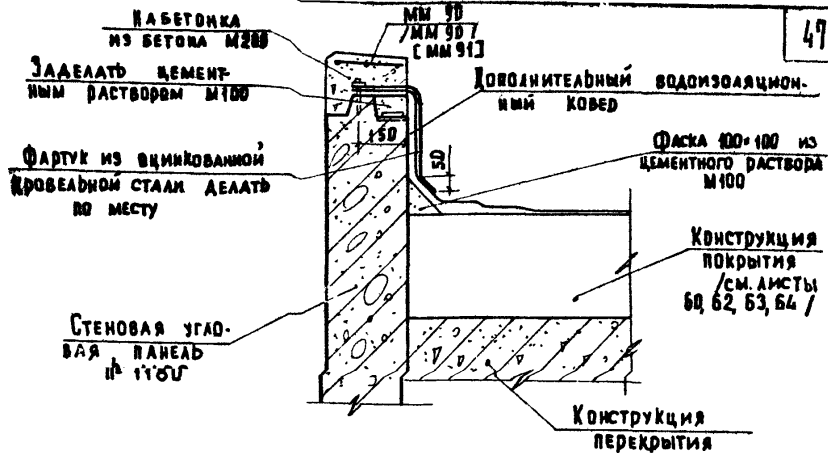 НАБЕТОНКА
ИЗ БЕТОНА М200
ММ 90
/ММ 90/
[ММ 91]
47
ЗАДЕЛАТЬ ЦЕМЕНТ-
НЫМ РАСТВОРОМ М100
ДОПОЛНИТЕЛЬНЫЙ ВОДОИЗОЛЯЦИОН-
НЫЙ КОВЕР
150
50
ФАРТУК ИЗ ОЦИНКОВАННОЙ
КРОВЕЛЬНОЙ СТАЛИ ДЕЛАТЬ
ПО МЕСТУ
ФАСКА 100×100 ИЗ
ЦЕМЕНТНОГО РАСТВОРА
М100
КОНСТРУКЦИЯ
ПОКРЫТИЯ
/СМ. ЛИСТЫ
60, 62, 63, 64 /
СТЕНОВАЯ УГЛО-
ВАЯ ПАНЕЛЬ
КОНСТРУКЦИЯ
ПЕРЕКРЫТИЯ